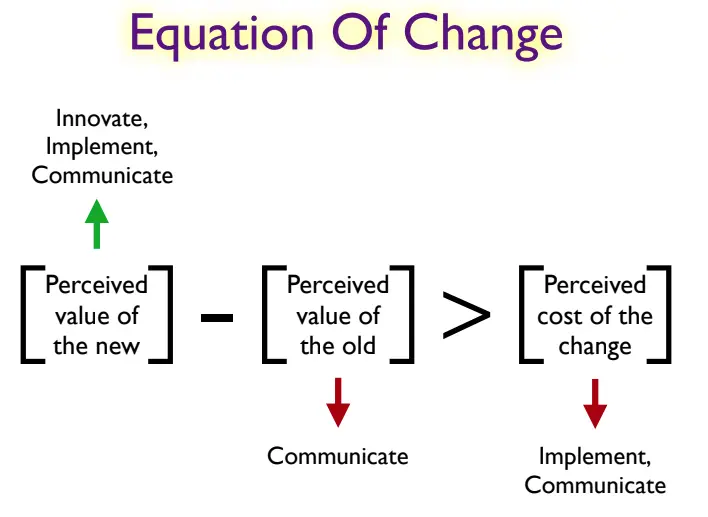 Equation Of Change
Innovate,
Implement,
Communicate
[Perceived value of the new] - [Perceived value of the old] > [Perceived cost of the change]
Communicate
Implement,
Communicate